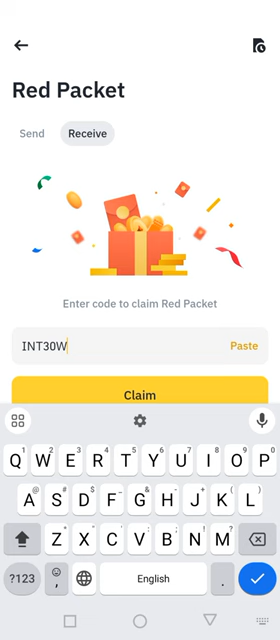 Red Packet
Send Receive
Enter code to claim Red Packet
INT30W Paste
Claim
Q W E R T Y U I O P
@ # $ _ & - + ( )
A S D F G H J K L
* " ' : ; ! ?
Z X C V B N M
?123 , English .